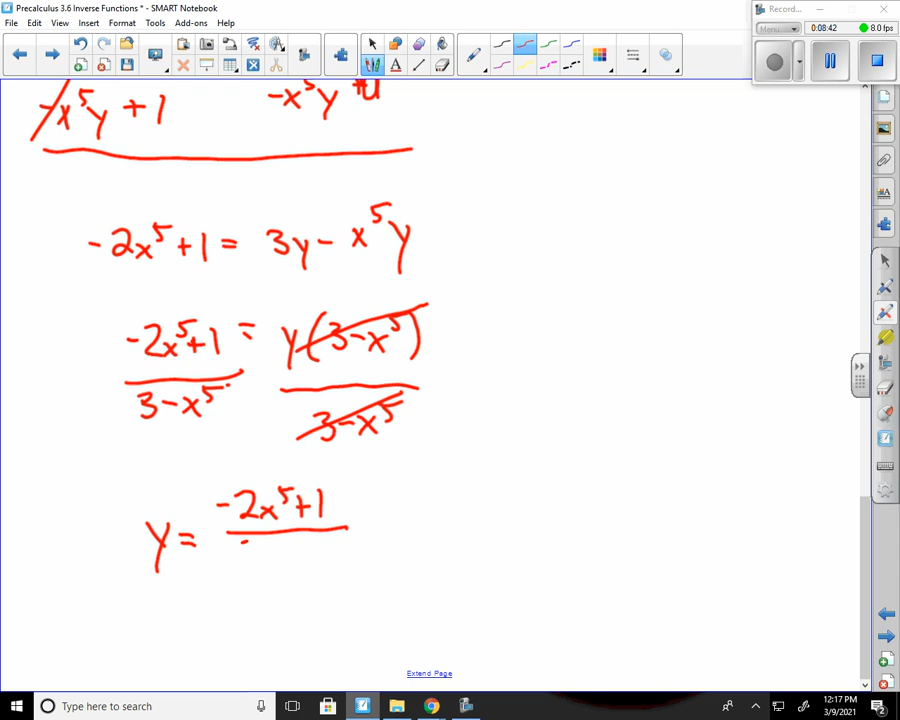 Precalculus 3.6 Inverse Functions * - SMART Notebook
Record...
File Edit View Insert Format Tools Add-ons Help
Menu
00:08:42
8.0 fps
-x⁵y + 1 -x⁵y
-2x⁵ + 1 = 3y - x⁵y
-2x⁵ + 1 = y(3 - x⁵)
3 - x⁵ 3 - x⁵
-2x⁵ + 1
y =
Extend Page
Type here to search
12:17 PM
3/9/2021
2